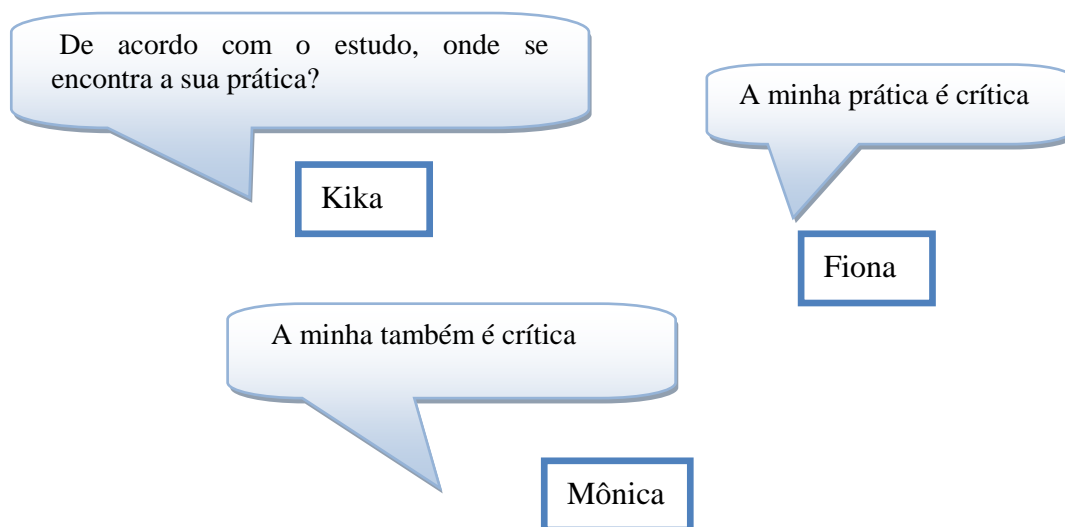 De acordo com o estudo, onde se
encontra a sua prática?
Kika
A minha prática é crítica
Fiona
A minha também é crítica
Mônica